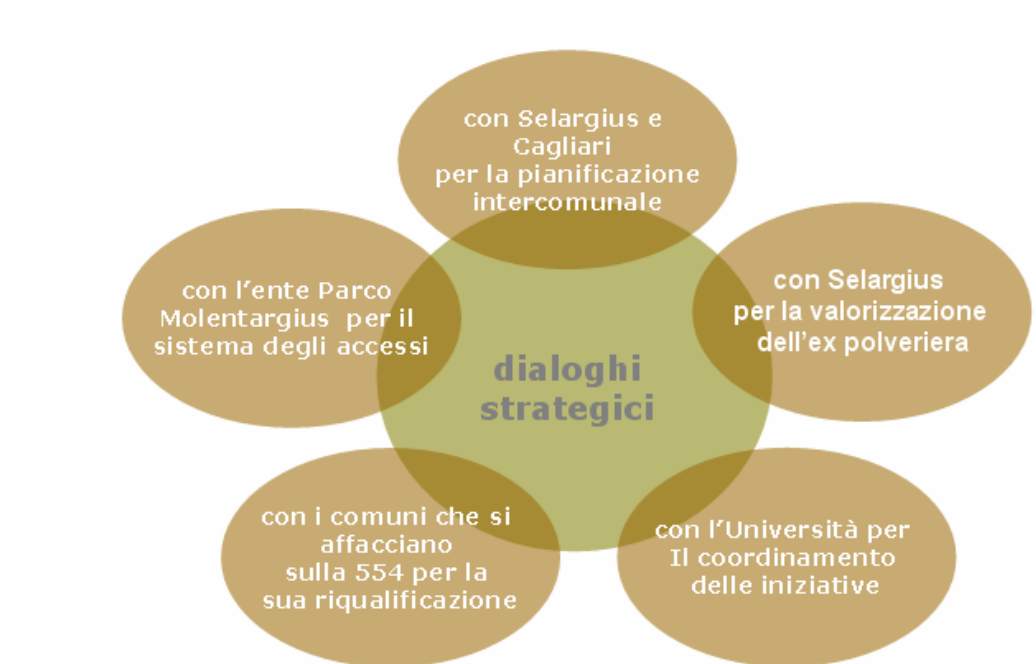 con Selargius e
Cagliari
per la pianificazione
intercomunale
con l'ente Parco
Molentargius per il
sistema degli accessi
con Selargius
per la valorizzazione
dell'ex polveriera
dialoghi
strategici
con i comuni che si
affacciano
sulla 554 per la
sua riqualificazione
con l'Università per
Il coordinamento
delle iniziative